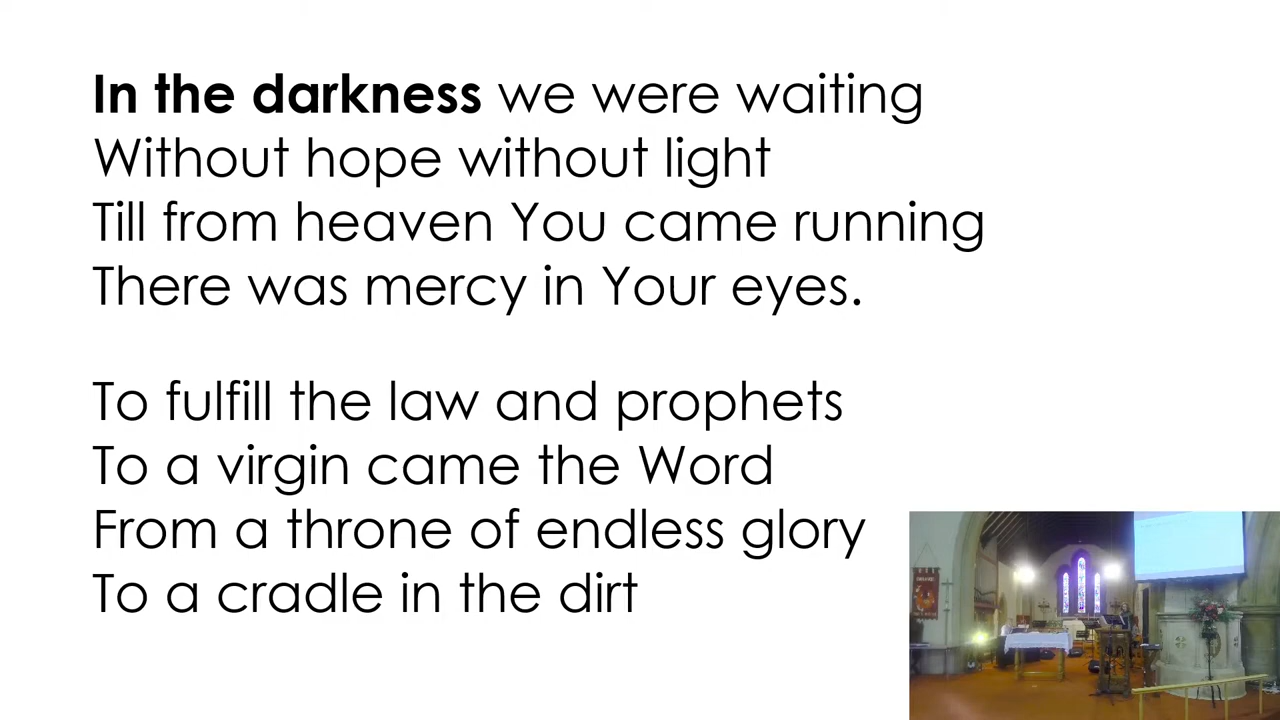 In the darkness we were waiting
Without hope without light
Till from heaven You came running
There was mercy in Your eyes.
To fulfill the law and prophets
To a virgin came the Word
From a throne of endless glory
To a cradle in the dirt